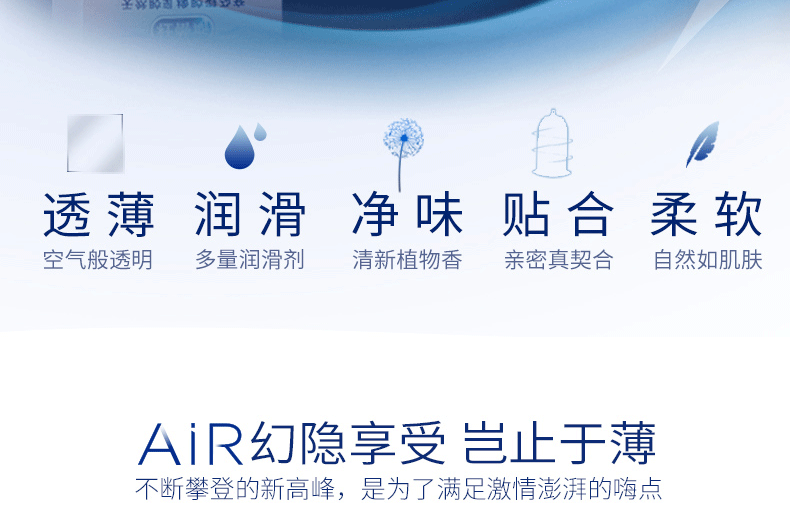 透薄 润滑 净味 贴合 柔软
空气般透明 多量润滑剂 清新植物香 亲密真契合 自然如肌肤
AiR幻隐享受 岂止于薄
不断攀登的新高峰，是为了满足激情澎湃的嗨点